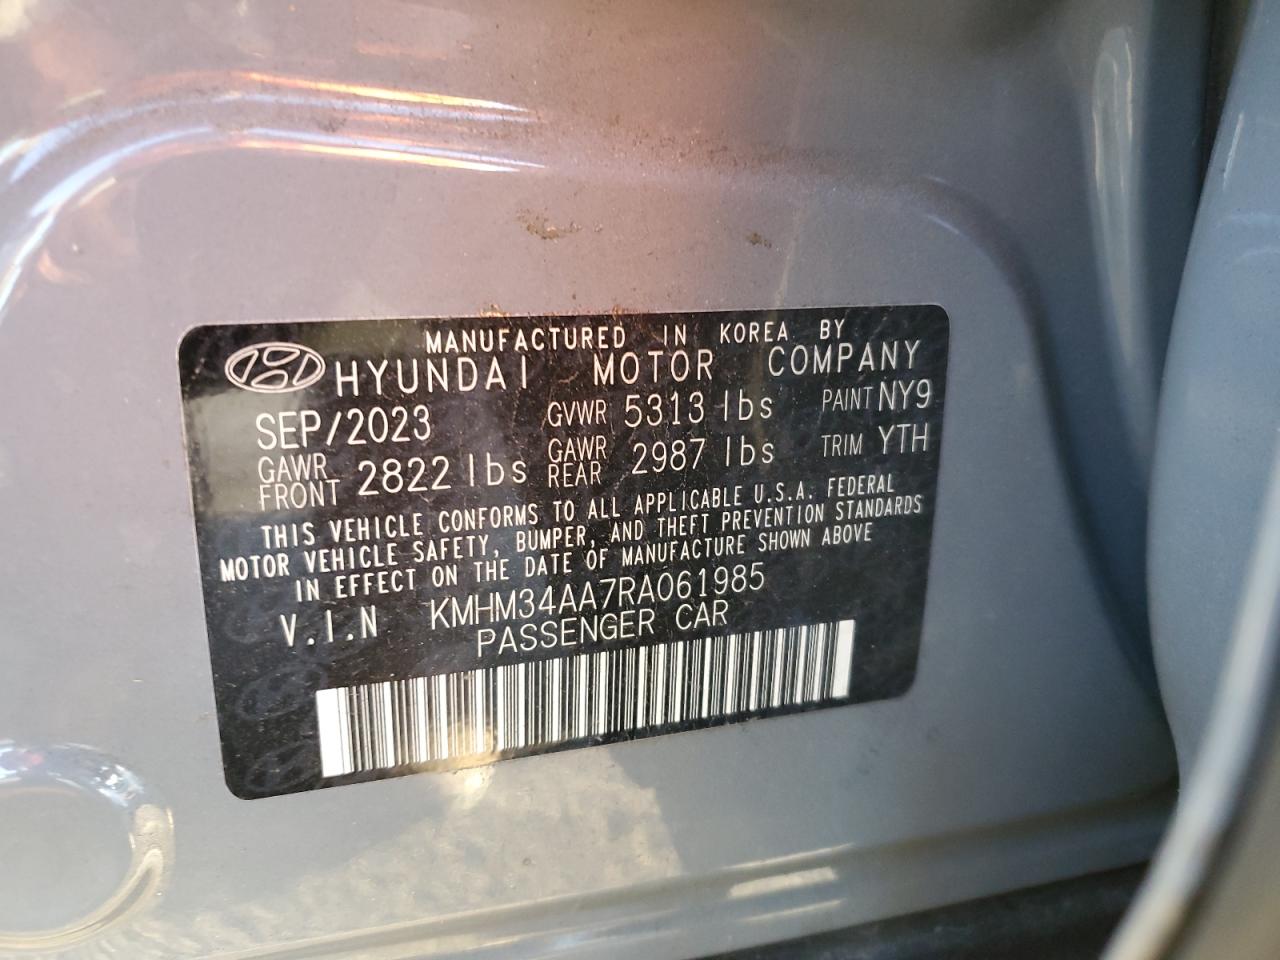 MANUFACTURED IN KOREA BY
HYUNDAI MOTOR COMPANY
SEP/2023 GVWR 5313 lbs PAINT NY9
GAWR FRONT 2822 lbs GAWR REAR 2987 lbs TRIM YTH
THIS VEHICLE CONFORMS TO ALL APPLICABLE U.S.A. FEDERAL
MOTOR VEHICLE SAFETY, BUMPER, AND THEFT PREVENTION STANDARDS
IN EFFECT ON THE DATE OF MANUFACTURE SHOWN ABOVE
V.I.N KMHM34AA7RA061985
PASSENGER CAR